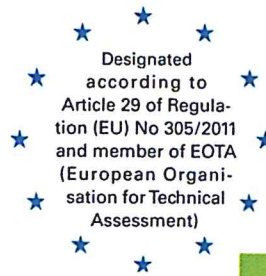 Designated
according to
Article 29 of Regula-
tion (EU) No 305/2011
and member of EOTA
(European Organi-
sation for Technical
Assessment)